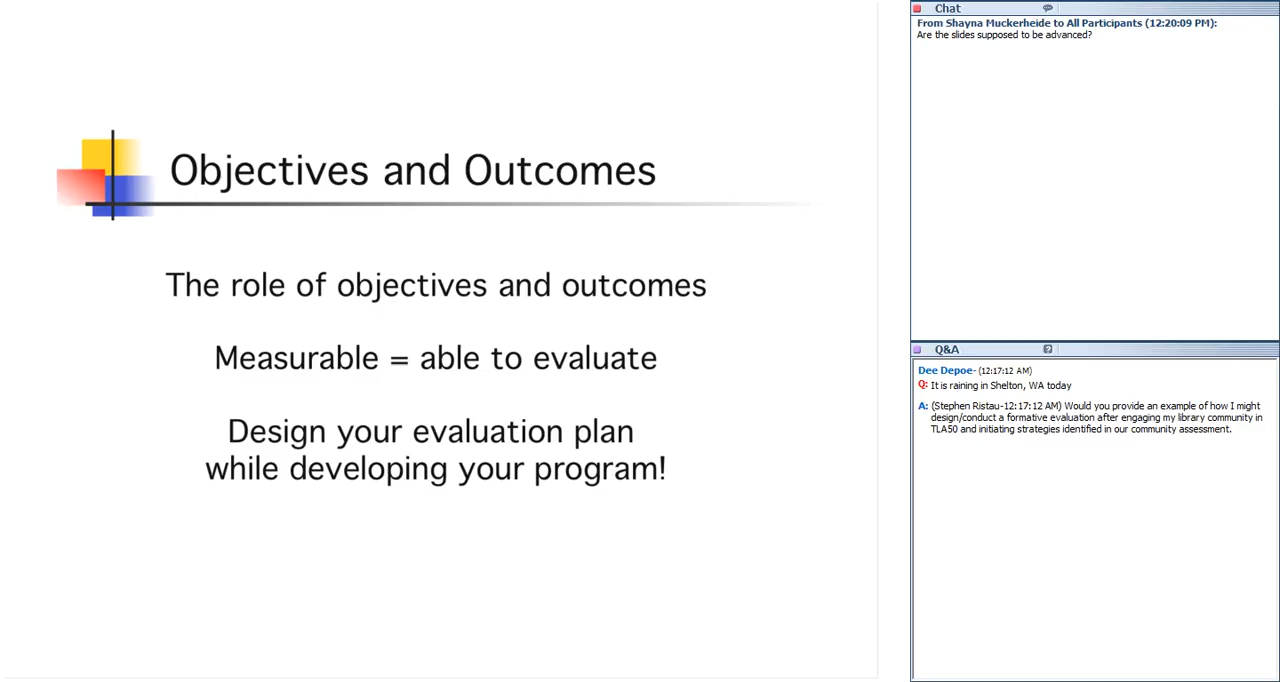 Objectives and Outcomes
The role of objectives and outcomes
Measurable = able to evaluate
Design your evaluation plan
while developing your program!
Chat
From Shayna Muckerheide to All Participants (12:20:09 PM):
Are the slides supposed to be advanced?
Q&A
Dee Depoe- (12:17:12 AM)
Q: It is raining in Shelton, WA today
A: (Stephen Ristau-12:17:12 AM) Would you provide an example of how I might
design/conduct a formative evaluation after engaging my library community in
TLA50 and initiating strategies identified in our community assessment.